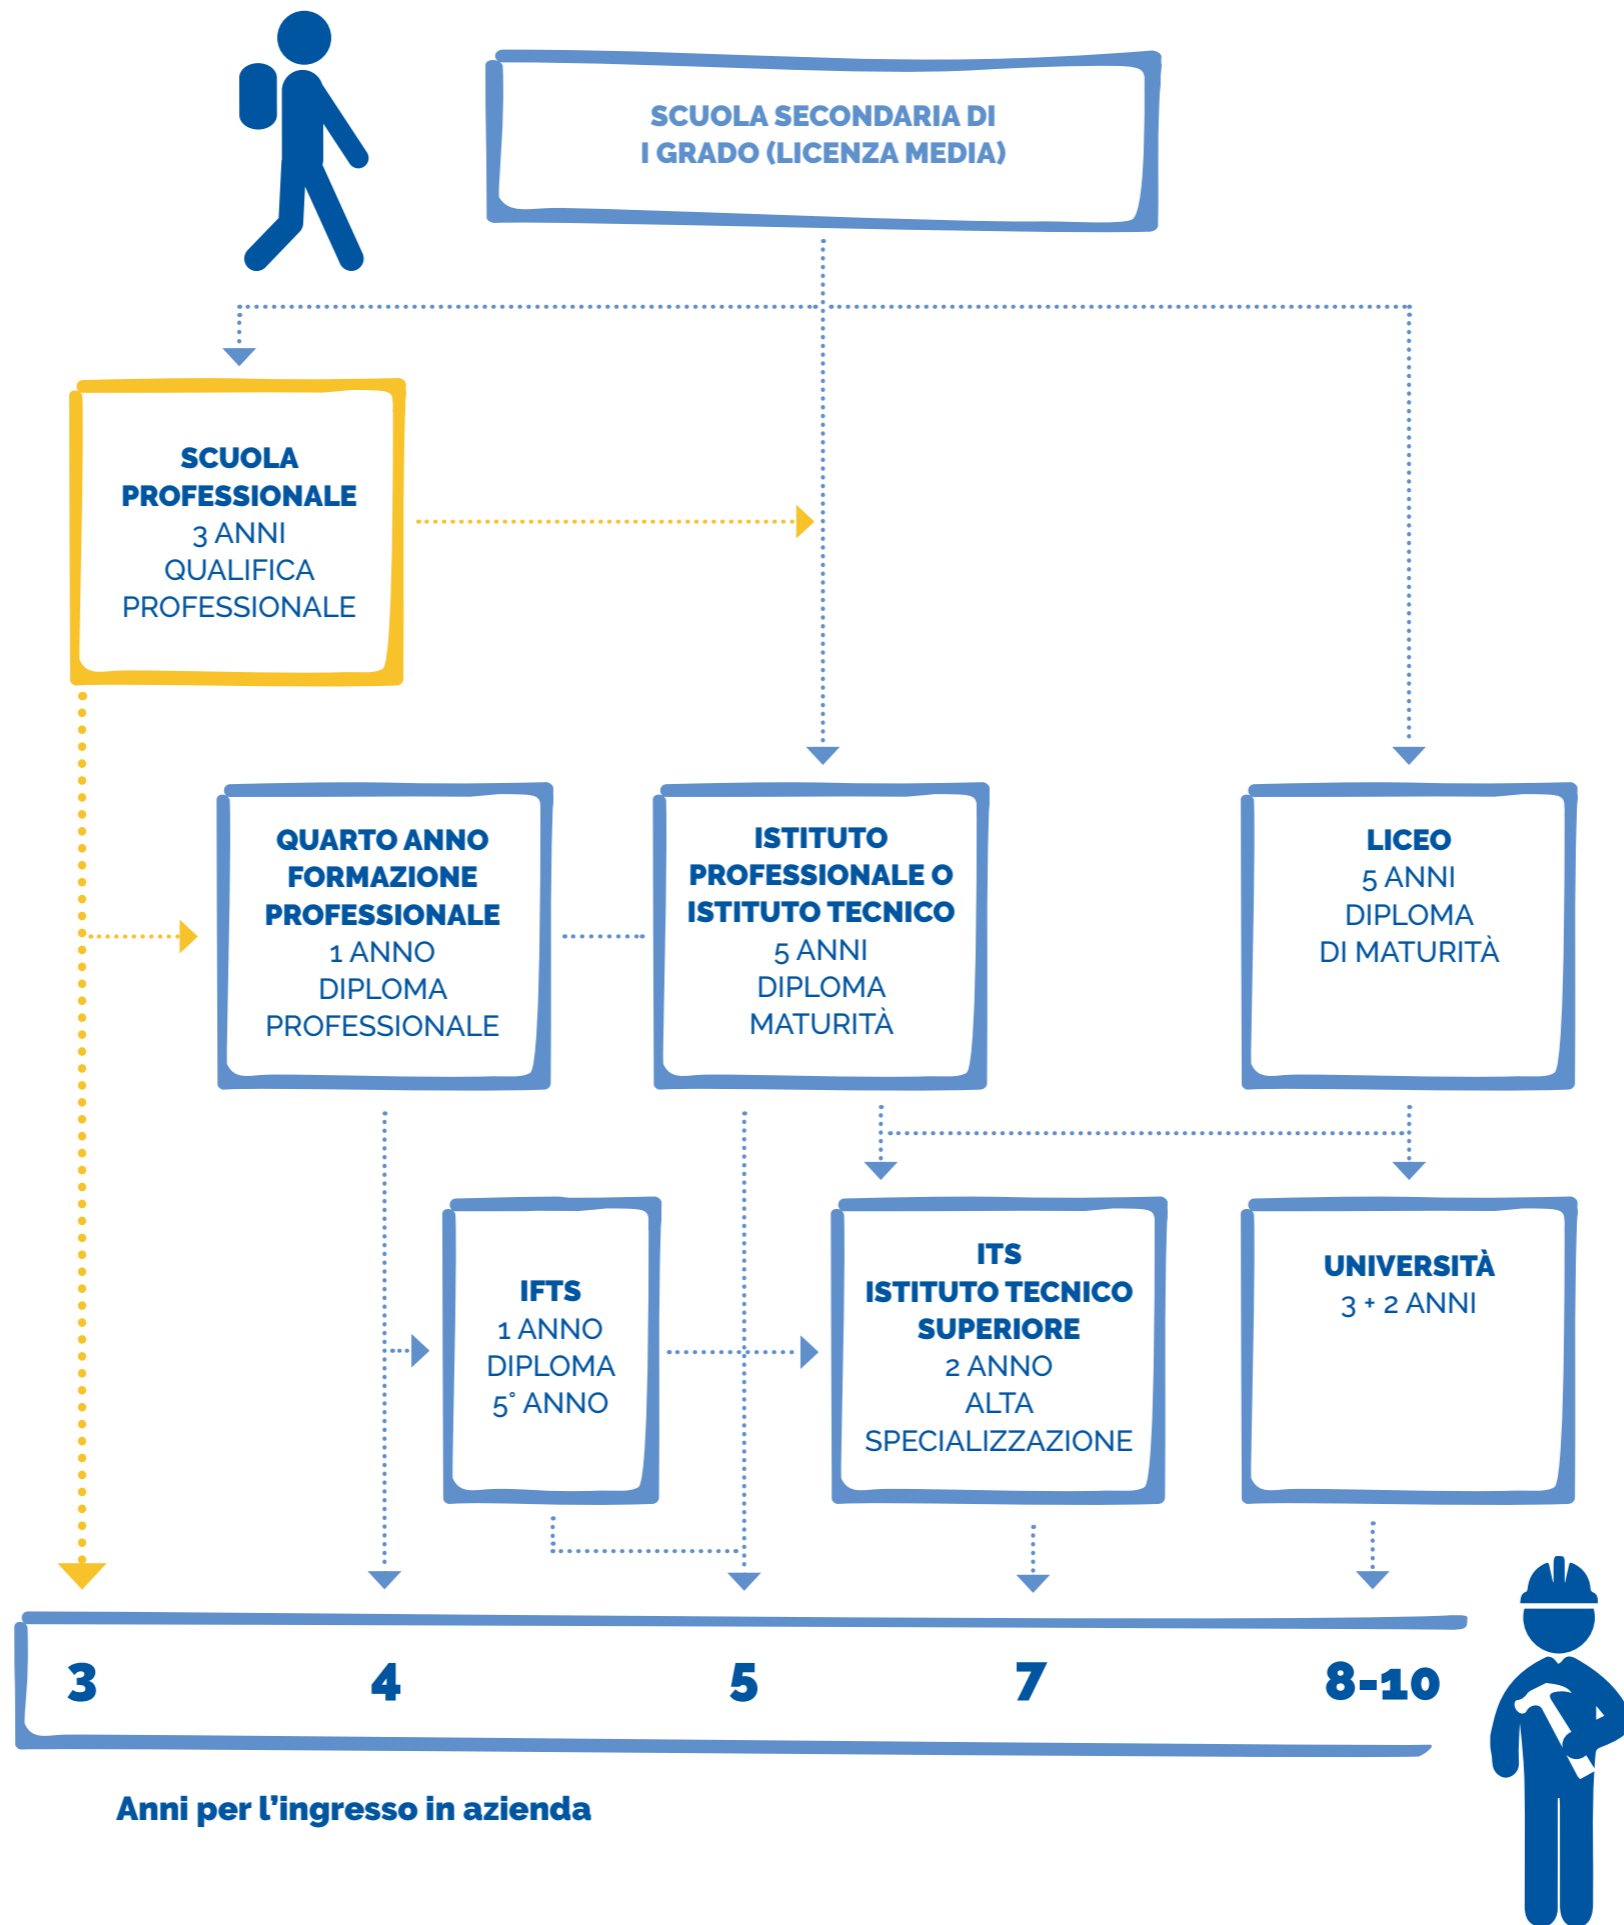 SCUOLA SECONDARIA DI
I GRADO (LICENZA MEDIA)
SCUOLA
PROFESSIONALE
3 ANNI
QUALIFICA
PROFESSIONALE
QUARTO ANNO
FORMAZIONE
PROFESSIONALE
1 ANNO
DIPLOMA
PROFESSIONALE
ISTITUTO
PROFESSIONALE O
ISTITUTO TECNICO
5 ANNI
DIPLOMA
MATURITÀ
LICEO
5 ANNI
DIPLOMA
DI MATURITÀ
IFTS
1 ANNO
DIPLOMA
5° ANNO
ITS
ISTITUTO TECNICO
SUPERIORE
2 ANNO
ALTA
SPECIALIZZAZIONE
UNIVERSITÀ
3 + 2 ANNI
3 4 5 7 8-10
Anni per l'ingresso in azienda